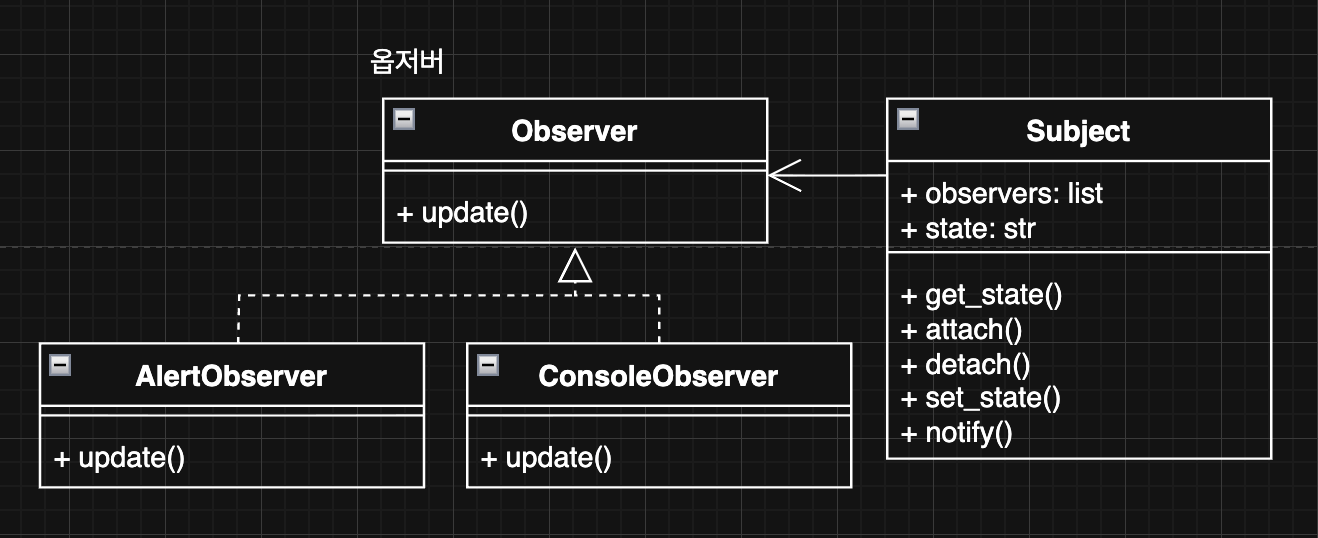 옵저버
Observer
+ update()
Subject
+ observers: list
+ state: str
+ get_state()
+ attach()
+ detach()
+ set_state()
+ notify()
AlertObserver
+ update()
ConsoleObserver
+ update()